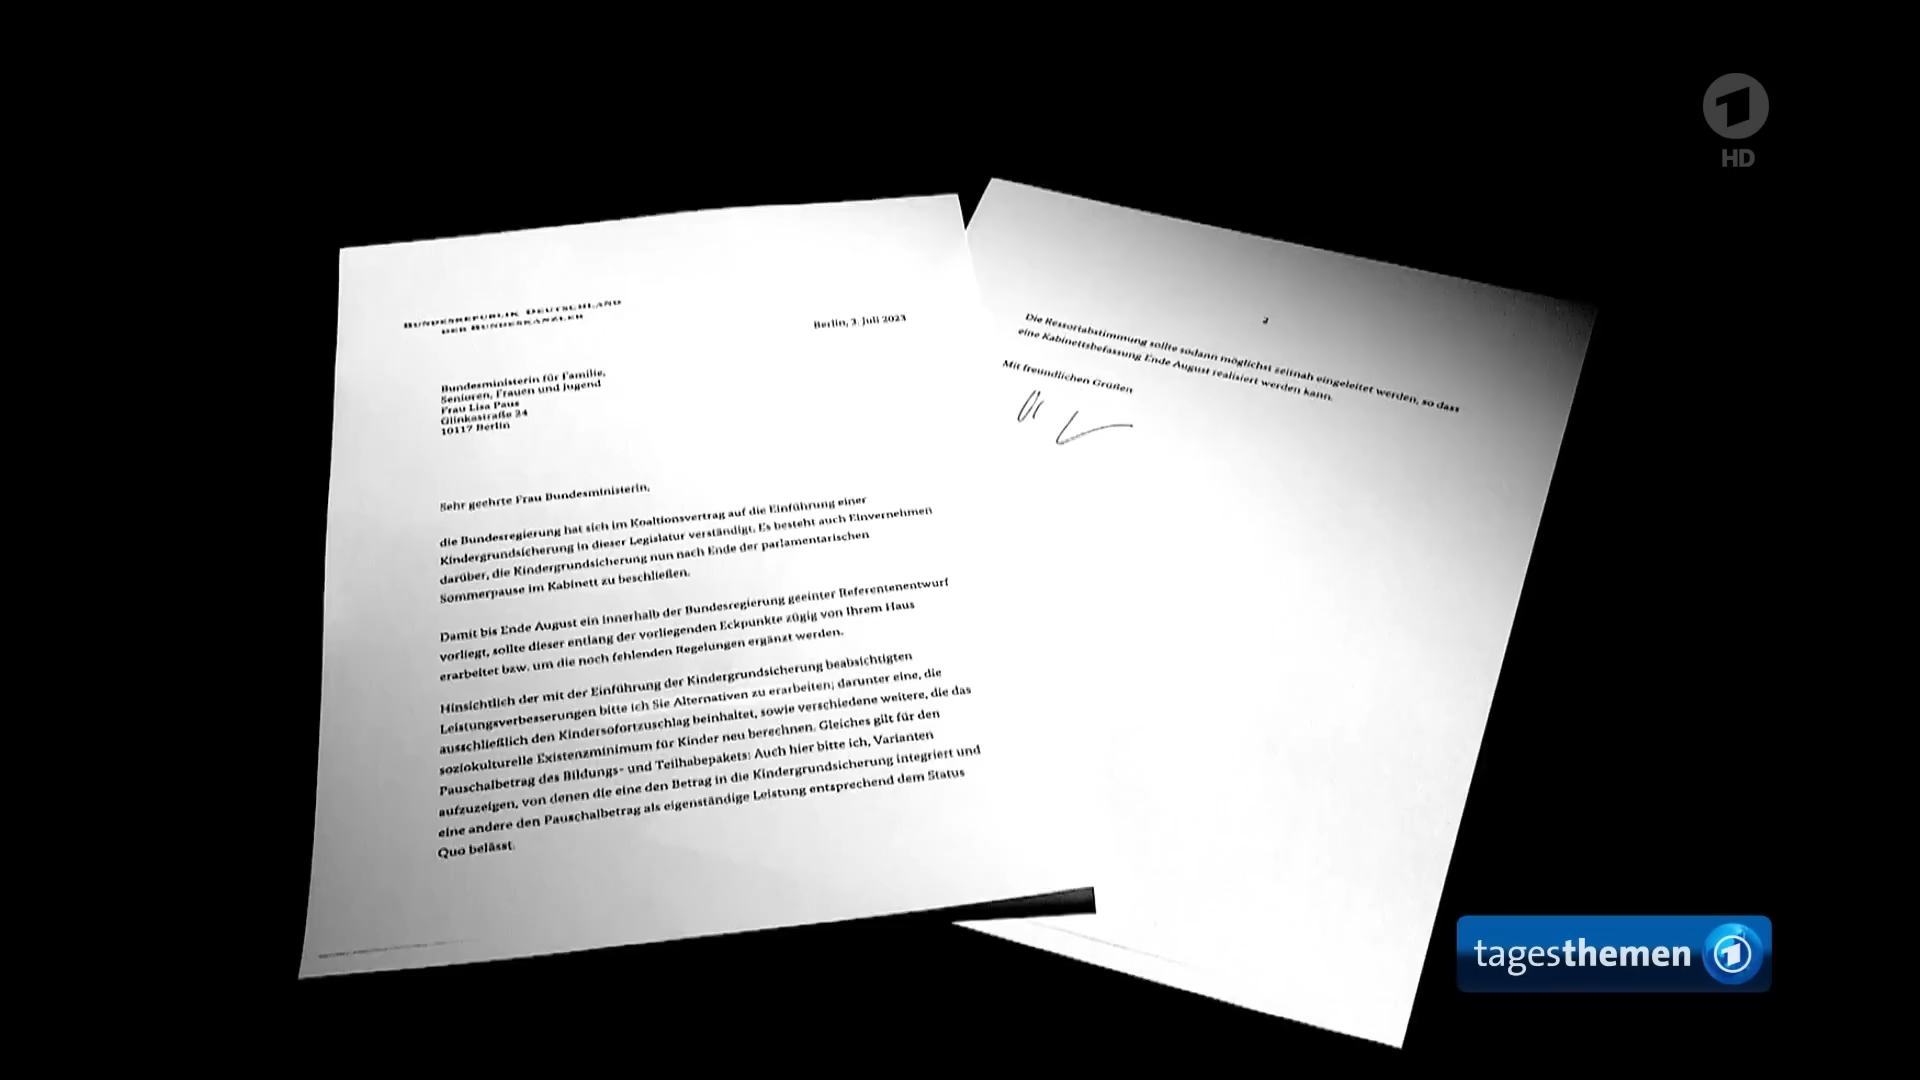 BUNDESREPUBLIK DEUTSCHLAND
DER BUNDESKANZLER
Berlin, 3. Juli 2023
Bundesministerin für Familie,
Senioren, Frauen und Jugend
Frau Lisa Paus
Glinkastraße 24
10117 Berlin
Sehr geehrte Frau Bundesministerin,
die Bundesregierung hat sich im Koaltionsvertrag auf die Einführung einer
Kindergrundsicherung in dieser Legislatur verständigt. Es besteht auch Einvernehmen
darüber, die Kindergrundsicherung nun nach Ende der parlamentarischen
Sommerpause im Kabinett zu beschließen.
Damit bis Ende August ein innerhalb der Bundesregierung geeinter Referentenentwurf
vorliegt, sollte dieser entlang der vorliegenden Eckpunkte zügig von Ihrem Haus
erarbeitet bzw. um die noch fehlenden Regelungen ergänzt werden.
Hinsichtlich der mit der Einführung der Kindergrundsicherung beabsichtigten
Leistungsverbesserungen bitte ich Sie Alternativen zu erarbeiten; darunter eine, die
ausschließlich den Kindersofortzuschlag beinhaltet, sowie verschiedene weitere, die das
soziokulturelle Existenzminimum für Kinder neu berechnen. Gleiches gilt für den
Pauschalbetrag des Bildungs- und Teilhabepakets: Auch hier bitte ich, Varianten
aufzuzeigen, von denen die eine den Betrag in die Kindergrundsicherung integriert und
eine andere den Pauschalbetrag als eigenständige Leistung entsprechend dem Status
Quo belässt.
2
Die Ressortabstimmung sollte sodann möglichst zeitnah eingeleitet werden, so dass
eine Kabinettsbefassung Ende August realisiert werden kann.
Mit freundlichen Grüßen
1
HD
tagesthemen 1